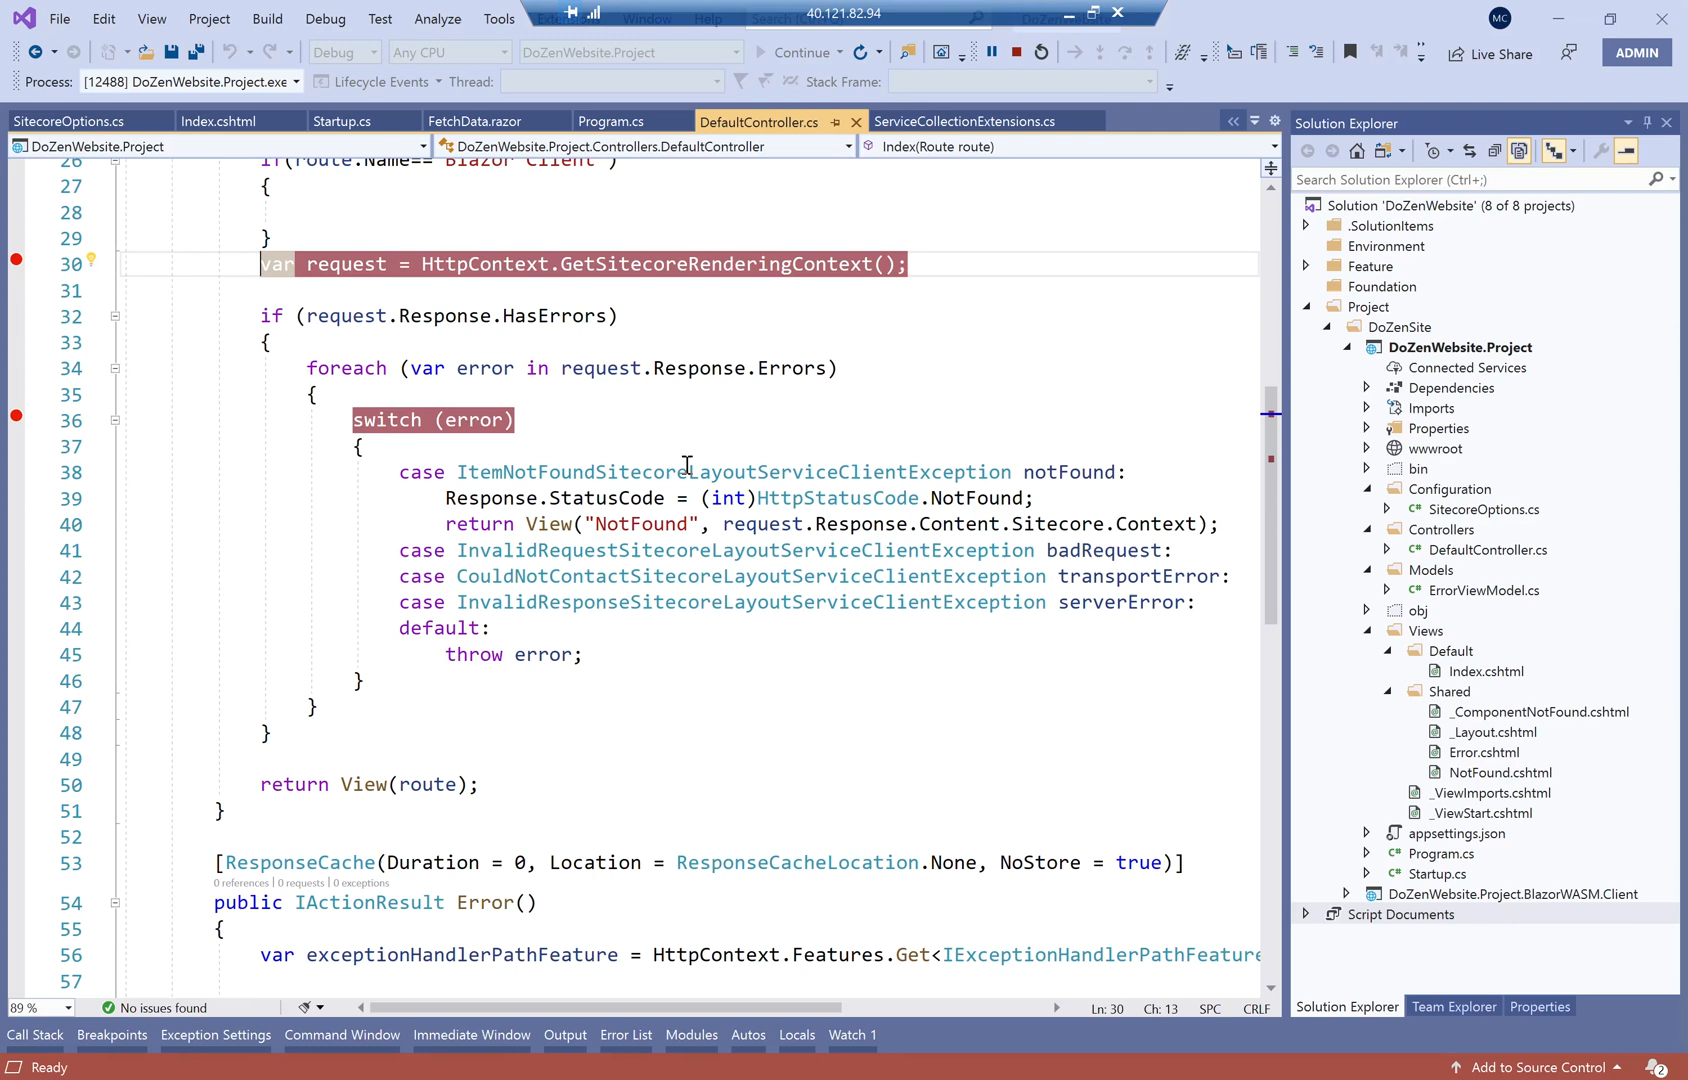 File Edit View Project Build Debug Test Analyze Tools 40.121.82.94 MC
Debug Any CPU DoZenWebsite.Project Continue Live Share ADMIN
Process: [12488] DoZenWebsite.Project.exe Lifecycle Events Thread: Stack Frame:
SitecoreOptions.cs Index.cshtml Startup.cs FetchData.razor Program.cs DefaultController.cs ServiceCollectionExtensions.cs
DoZenWebsite.Project DoZenWebsite.Project.Controllers.DefaultController Index(Route route)
26 if(route.Name== "Blazor Client")
27 {
28
29 }
30 var request = HttpContext.GetSitecoreRenderingContext();
31
32 if (request.Response.HasErrors)
33 {
34 foreach (var error in request.Response.Errors)
35 {
36 switch (error)
37 {
38 case ItemNotFoundSitecoreLayoutServiceClientException notFound:
39 Response.StatusCode = (int)HttpStatusCode.NotFound;
40 return View("NotFound", request.Response.Content.Sitecore.Context);
41 case InvalidRequestSitecoreLayoutServiceClientException badRequest:
42 case CouldNotContactSitecoreLayoutServiceClientException transportError:
43 case InvalidResponseSitecoreLayoutServiceClientException serverError:
44 default:
45 throw error;
46 }
47 }
48 }
49
50 return View(route);
51 }
52
53 [ResponseCache(Duration = 0, Location = ResponseCacheLocation.None, NoStore = true)]
0 references | 0 requests | 0 exceptions
54 public IActionResult Error()
55 {
56 var exceptionHandlerPathFeature = HttpContext.Features.Get<IExceptionHandlerPathFeature
57
89 % No issues found Ln: 30 Ch: 13 SPC CRLF
Solution Explorer
Search Solution Explorer (Ctrl+;)
Solution 'DoZenWebsite' (8 of 8 projects)
.SolutionItems
Environment
Feature
Foundation
Project
DoZenSite
DoZenWebsite.Project
Connected Services
Dependencies
Imports
Properties
wwwroot
bin
Configuration
SitecoreOptions.cs
Controllers
DefaultController.cs
Models
ErrorViewModel.cs
obj
Views
Default
Index.cshtml
Shared
_ComponentNotFound.cshtml
_Layout.cshtml
Error.cshtml
NotFound.cshtml
_ViewImports.cshtml
_ViewStart.cshtml
appsettings.json
Program.cs
Startup.cs
DoZenWebsite.Project.BlazorWASM.Client
Script Documents
Solution Explorer Team Explorer Properties
Call Stack Breakpoints Exception Settings Command Window Immediate Window Output Error List Modules Autos Locals Watch 1
Ready Add to Source Control 2